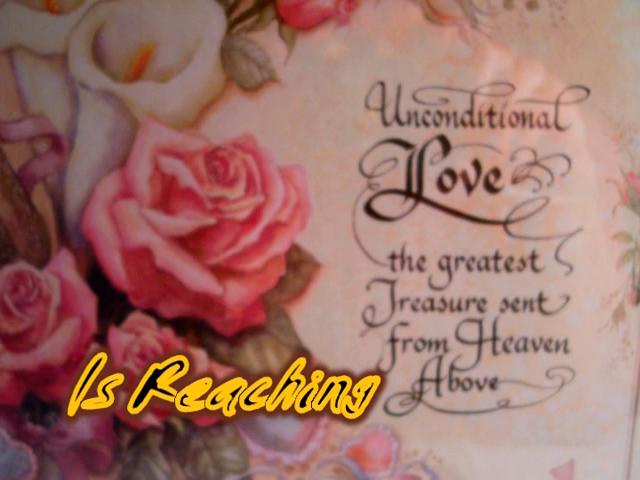 Unconditional
Love
the greatest
Treasure sent
from Heaven
Above
Is Reaching